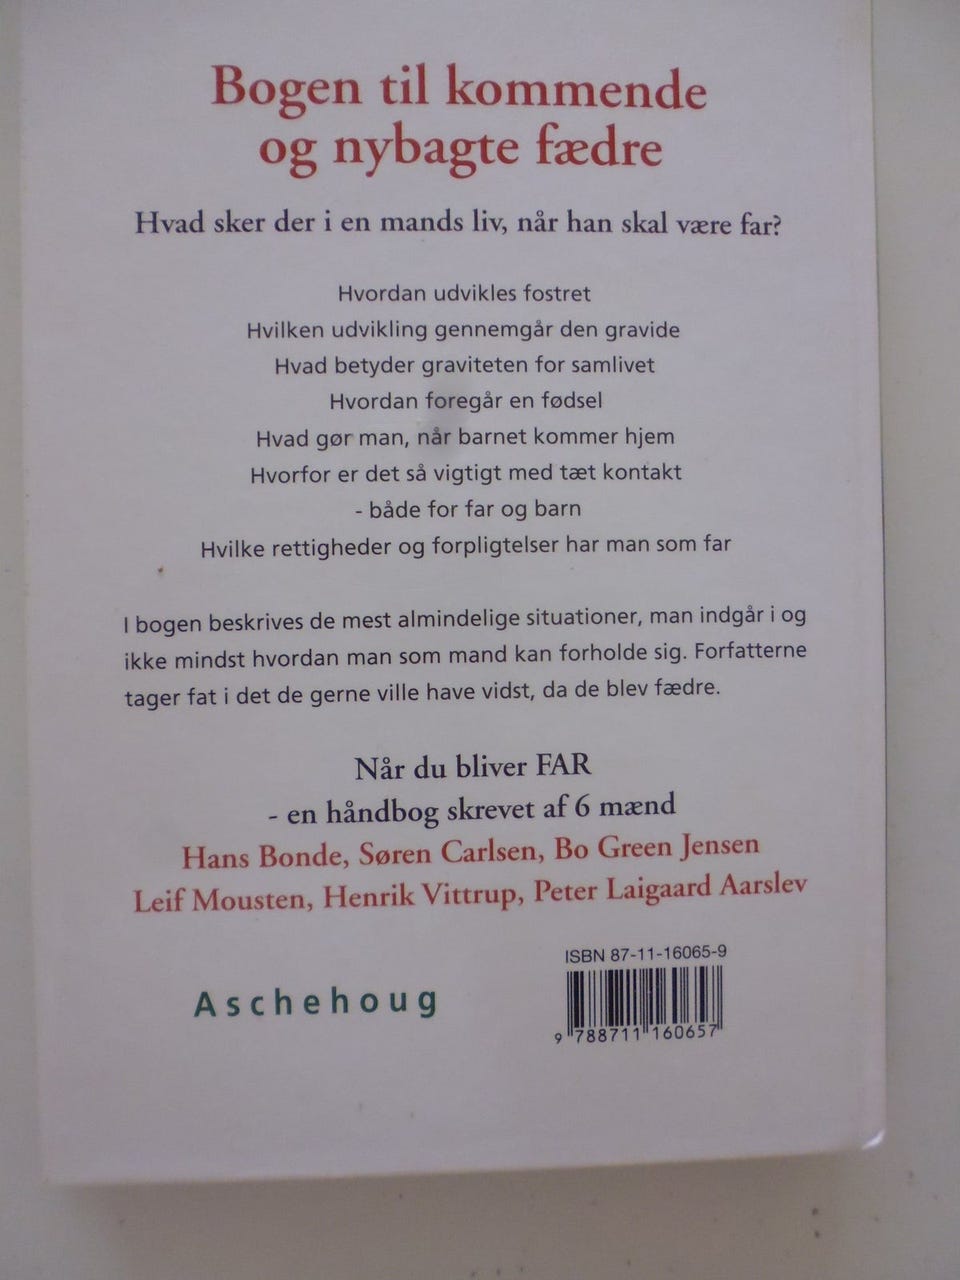 Bogen til kommende
og nybagte fædre
Hvad sker der i en mands liv, når han skal være far?
Hvordan udvikles fostret
Hvilken udvikling gennemgår den gravide
Hvad betyder graviteten for samlivet
Hvordan foregår en fødsel
Hvad gør man, når barnet kommer hjem
Hvorfor er det så vigtigt med tæt kontakt
- både for far og barn
Hvilke rettigheder og forpligtelser har man som far
I bogen beskrives de mest almindelige situationer, man indgår i og
ikke mindst hvordan man som mand kan forholde sig. Forfatterne
tager fat i det de gerne ville have vidst, da de blev fædre.
Når du bliver FAR
- en håndbog skrevet af 6 mænd
Hans Bonde, Søren Carlsen, Bo Green Jensen
Leif Mousten, Henrik Vittrup, Peter Laigaard Aarslev
ISBN 87-11-16065-9
Aschehoug
9 788711 160657